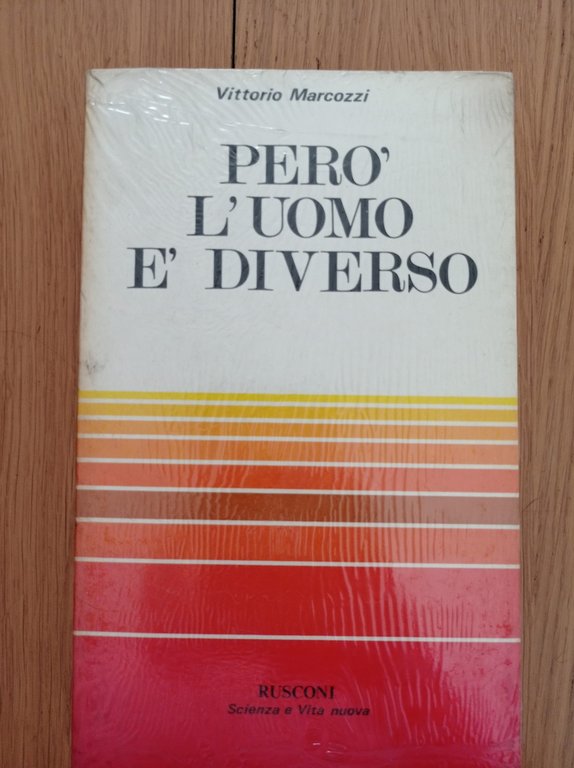 Vittorio Marcozzi
PERO'
L'UOMO
E' DIVERSO
RUSCONI
Scienza e Vita nuova